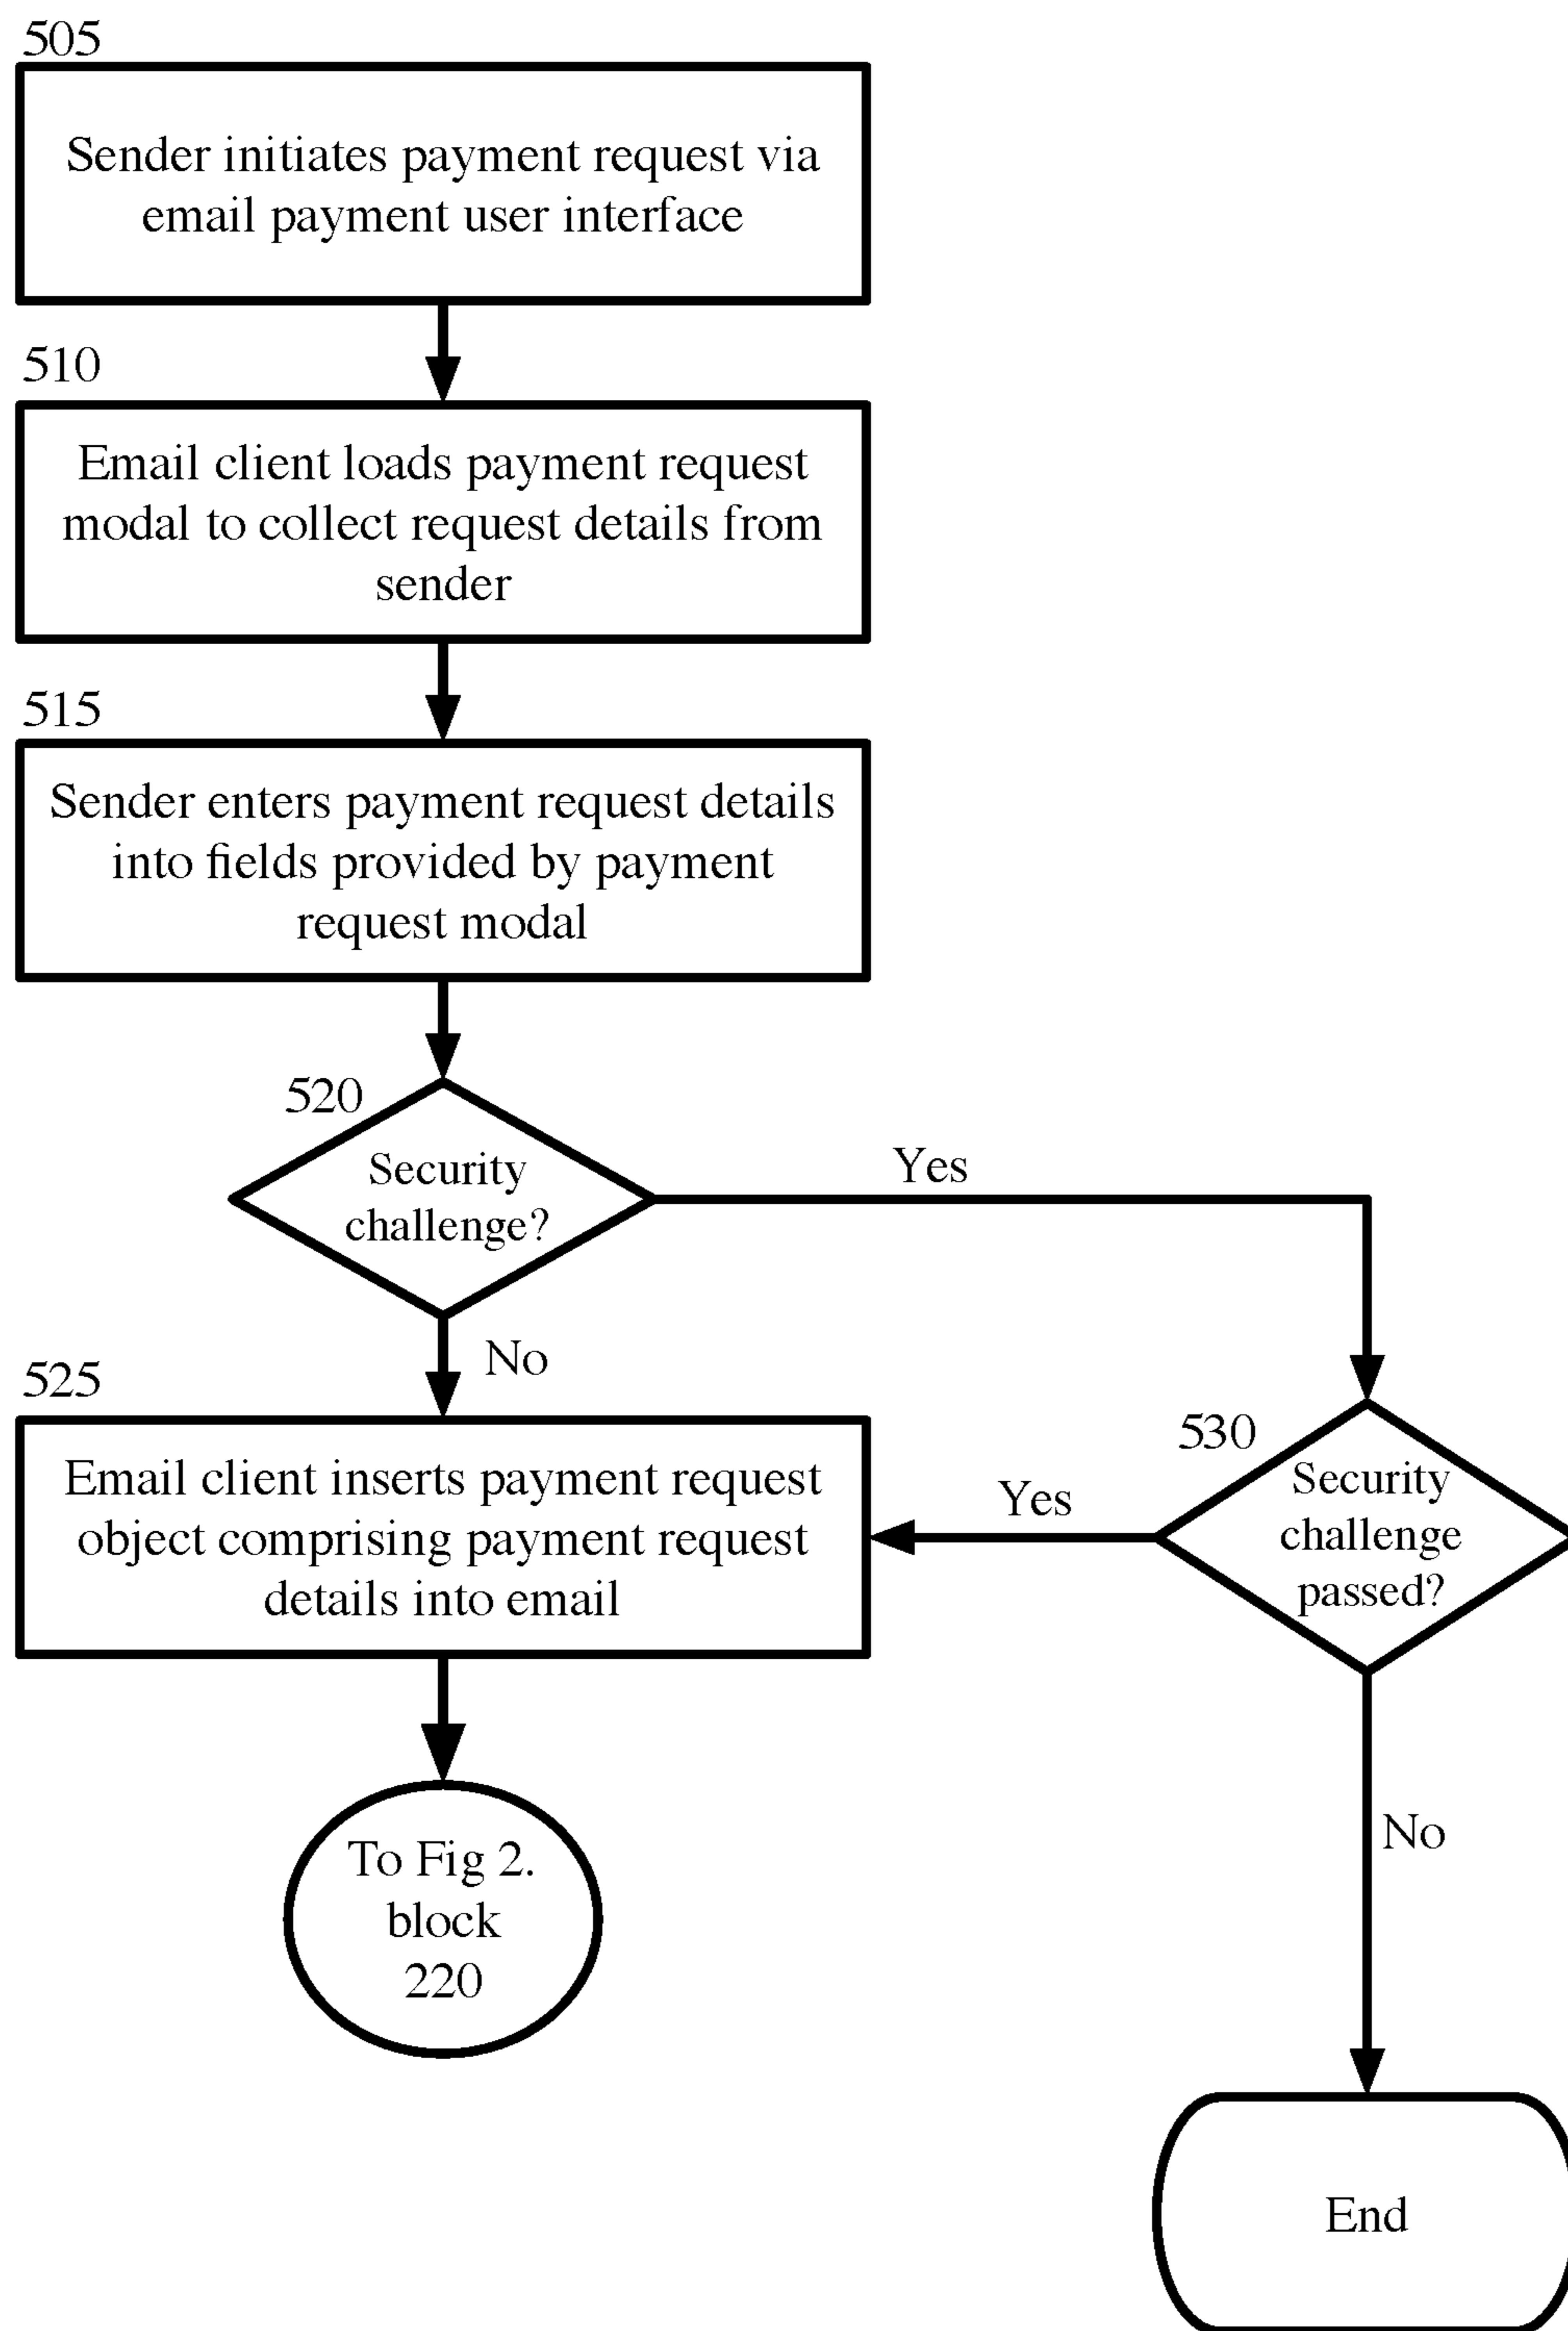 505
Sender initiates payment request via
email payment user interface
510
Email client loads payment request
modal to collect request details from
sender
515
Sender enters payment request details
into fields provided by payment
request modal
520
Security
challenge?
Yes
No
525
Email client inserts payment request
object comprising payment request
details into email
Yes
530
Security
challenge
passed?
No
To Fig 2.
block
220
End